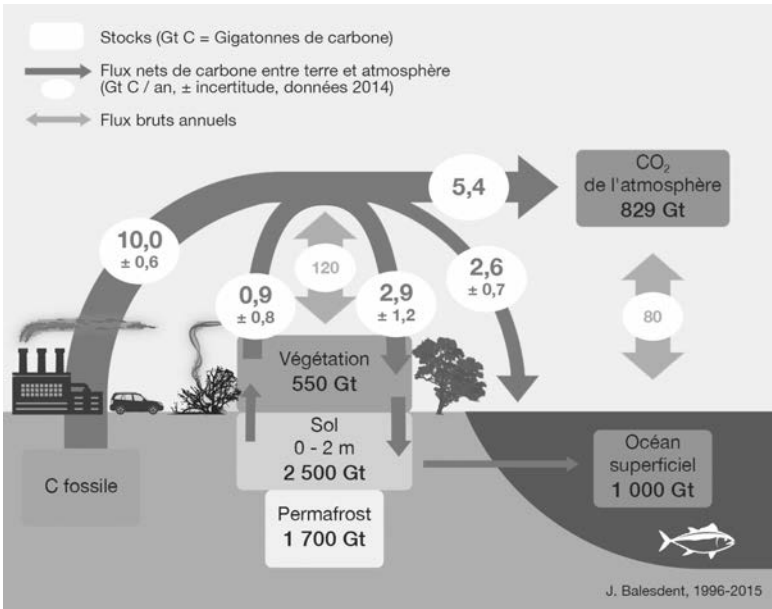 Stocks (Gt C = Gigatonnes de carbone)
Flux nets de carbone entre terre et atmosphère
(Gt C / an, ± incertitude, données 2014)
Flux bruts annuels
CO₂
de l'atmosphère
829 Gt
5,4
10,0
± 0,6
0,9
± 0,8
120
2,9
± 1,2
2,6
± 0,7
80
Végétation
550 Gt
Sol
0 - 2 m
2 500 Gt
C fossile
Océan
superficiel
1 000 Gt
Permafrost
1 700 Gt
J. Balesdent, 1996-2015